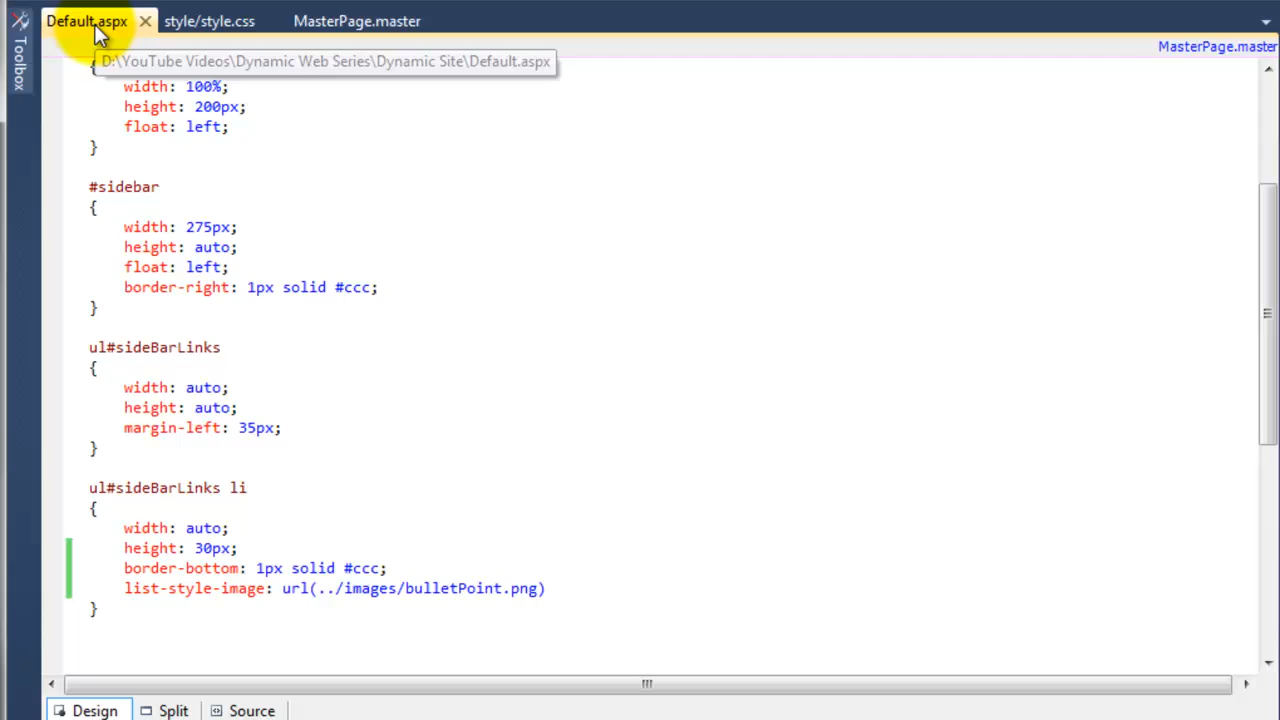 Default.aspx style/style.css MasterPage.master
MasterPage.master
Toolbox
D:\YouTube Videos\Dynamic Web Series\Dynamic Site\Default.aspx
{
width: 100%;
height: 200px;
float: left;
}
#sidebar
{
width: 275px;
height: auto;
float: left;
border-right: 1px solid #ccc;
}
ul#sideBarLinks
{
width: auto;
height: auto;
margin-left: 35px;
}
ul#sideBarLinks li
{
width: auto;
height: 30px;
border-bottom: 1px solid #ccc;
list-style-image: url(../images/bulletPoint.png)
}
Design Split Source